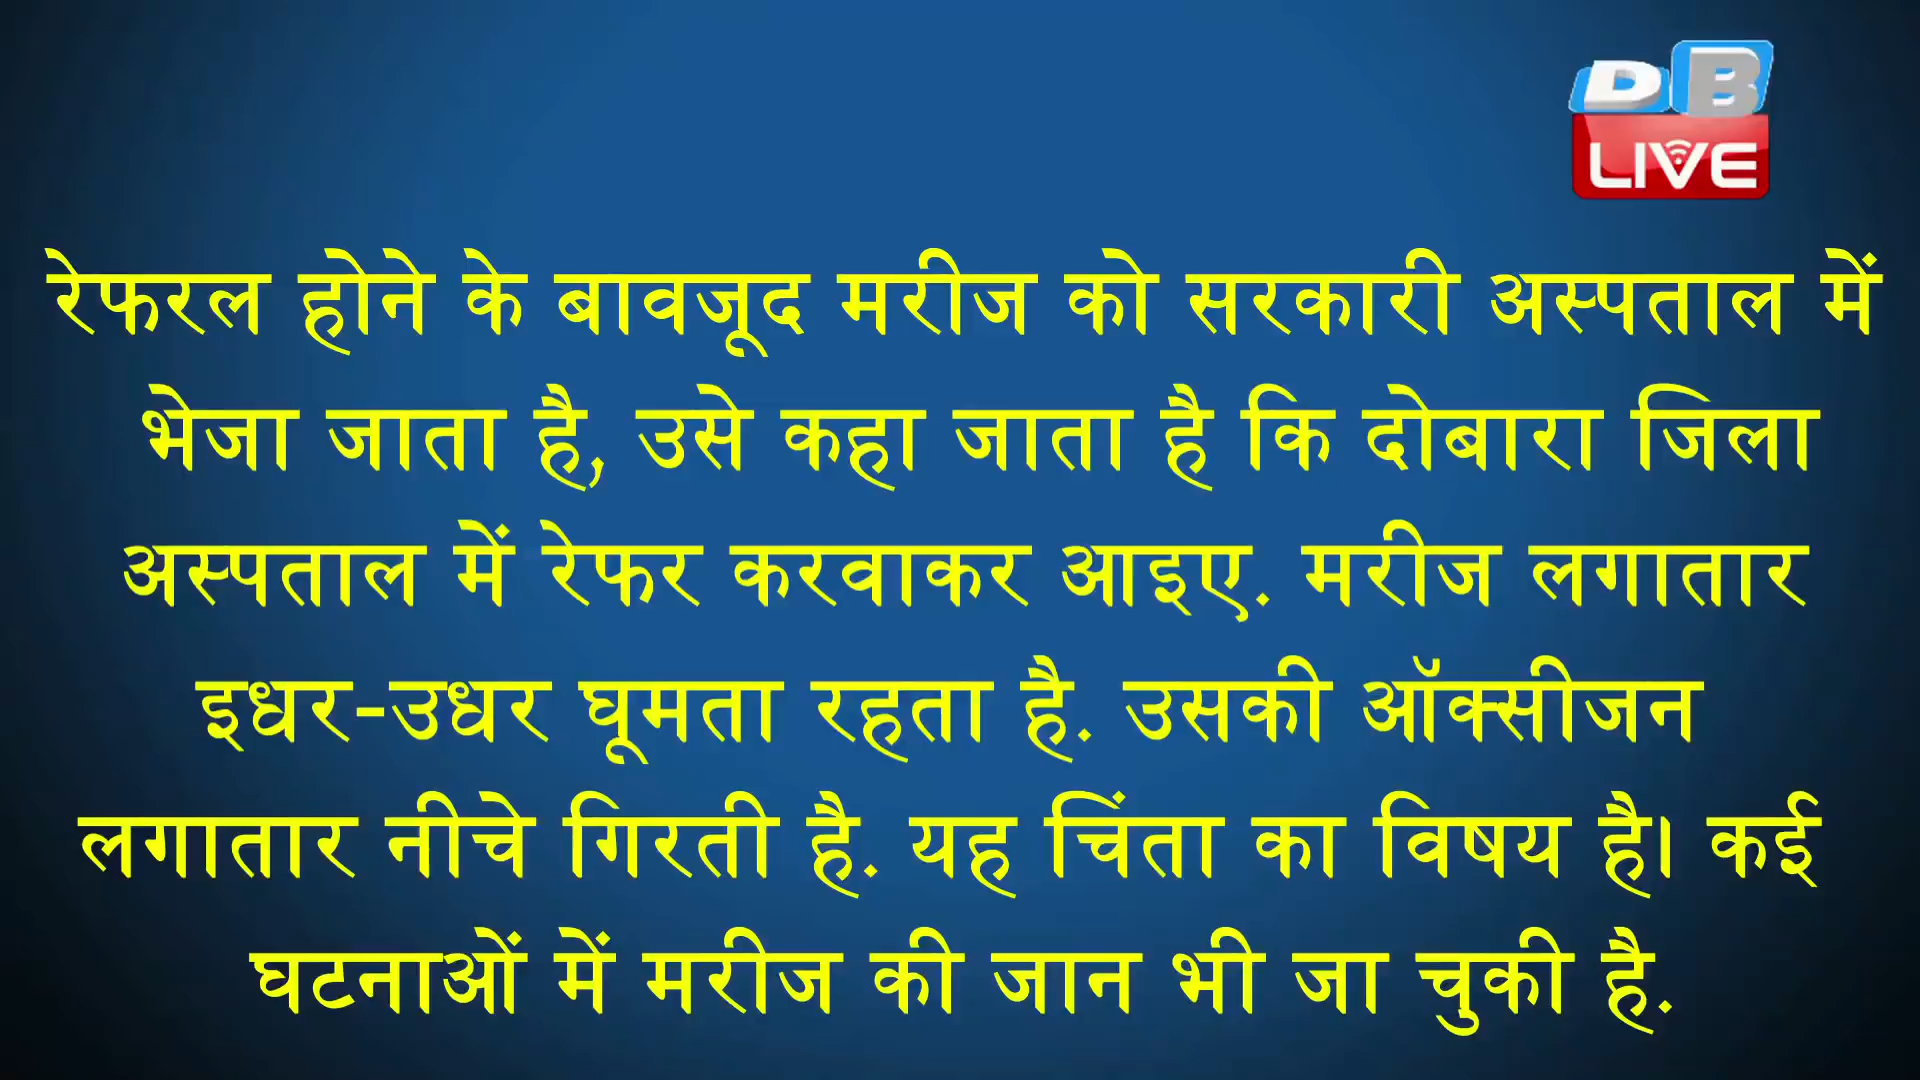 DB
LIVE
रेफरल होने के बावजूद मरीज को सरकारी अस्पताल में
भेजा जाता है, उसे कहा जाता है कि दोबारा जिला
अस्पताल में रेफर करवाकर आइए. मरीज लगातार
इधर-उधर घूमता रहता है. उसकी ऑक्सीजन
लगातार नीचे गिरती है. यह चिंता का विषय है। कई
घटनाओं में मरीज की जान भी जा चुकी है.